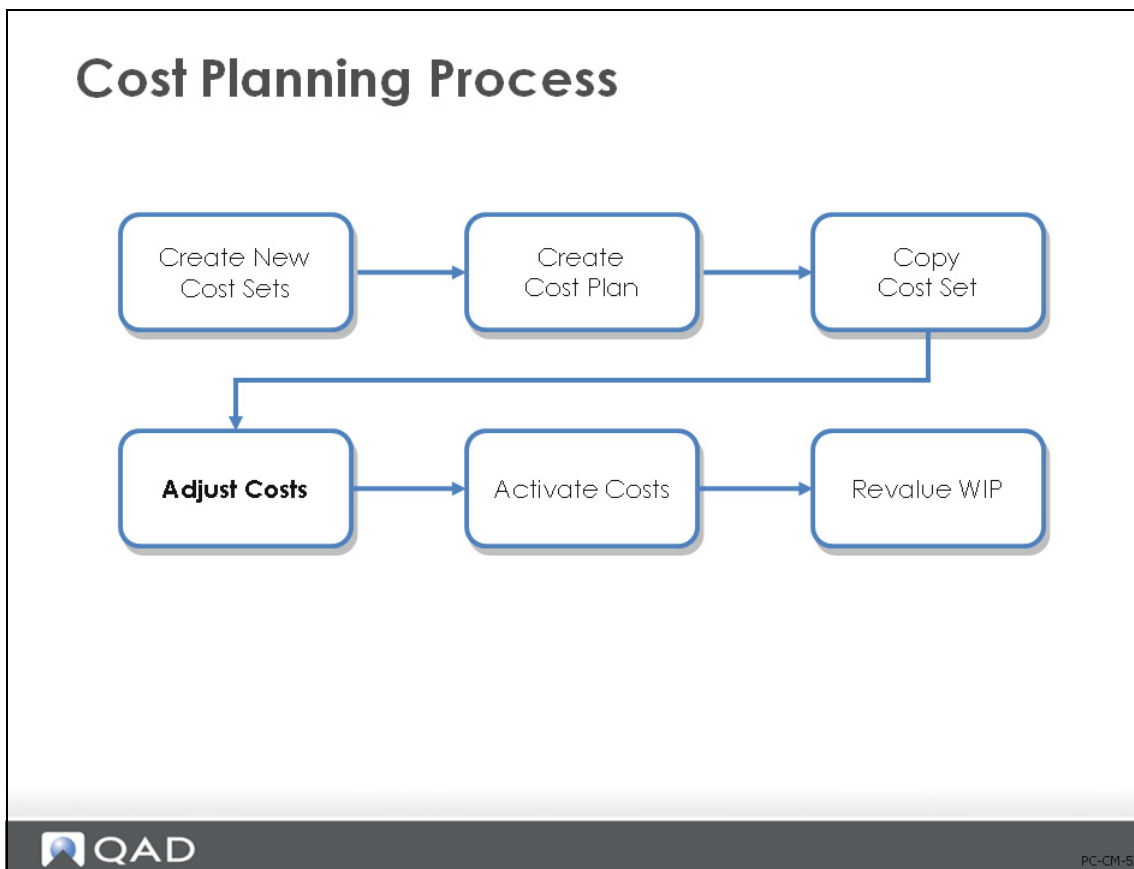 Cost Planning Process
Create New
Cost Sets
Create
Cost Plan
Copy
Cost Set
Adjust Costs
Activate Costs
Revalue WIP
QAD
PC-CM-5